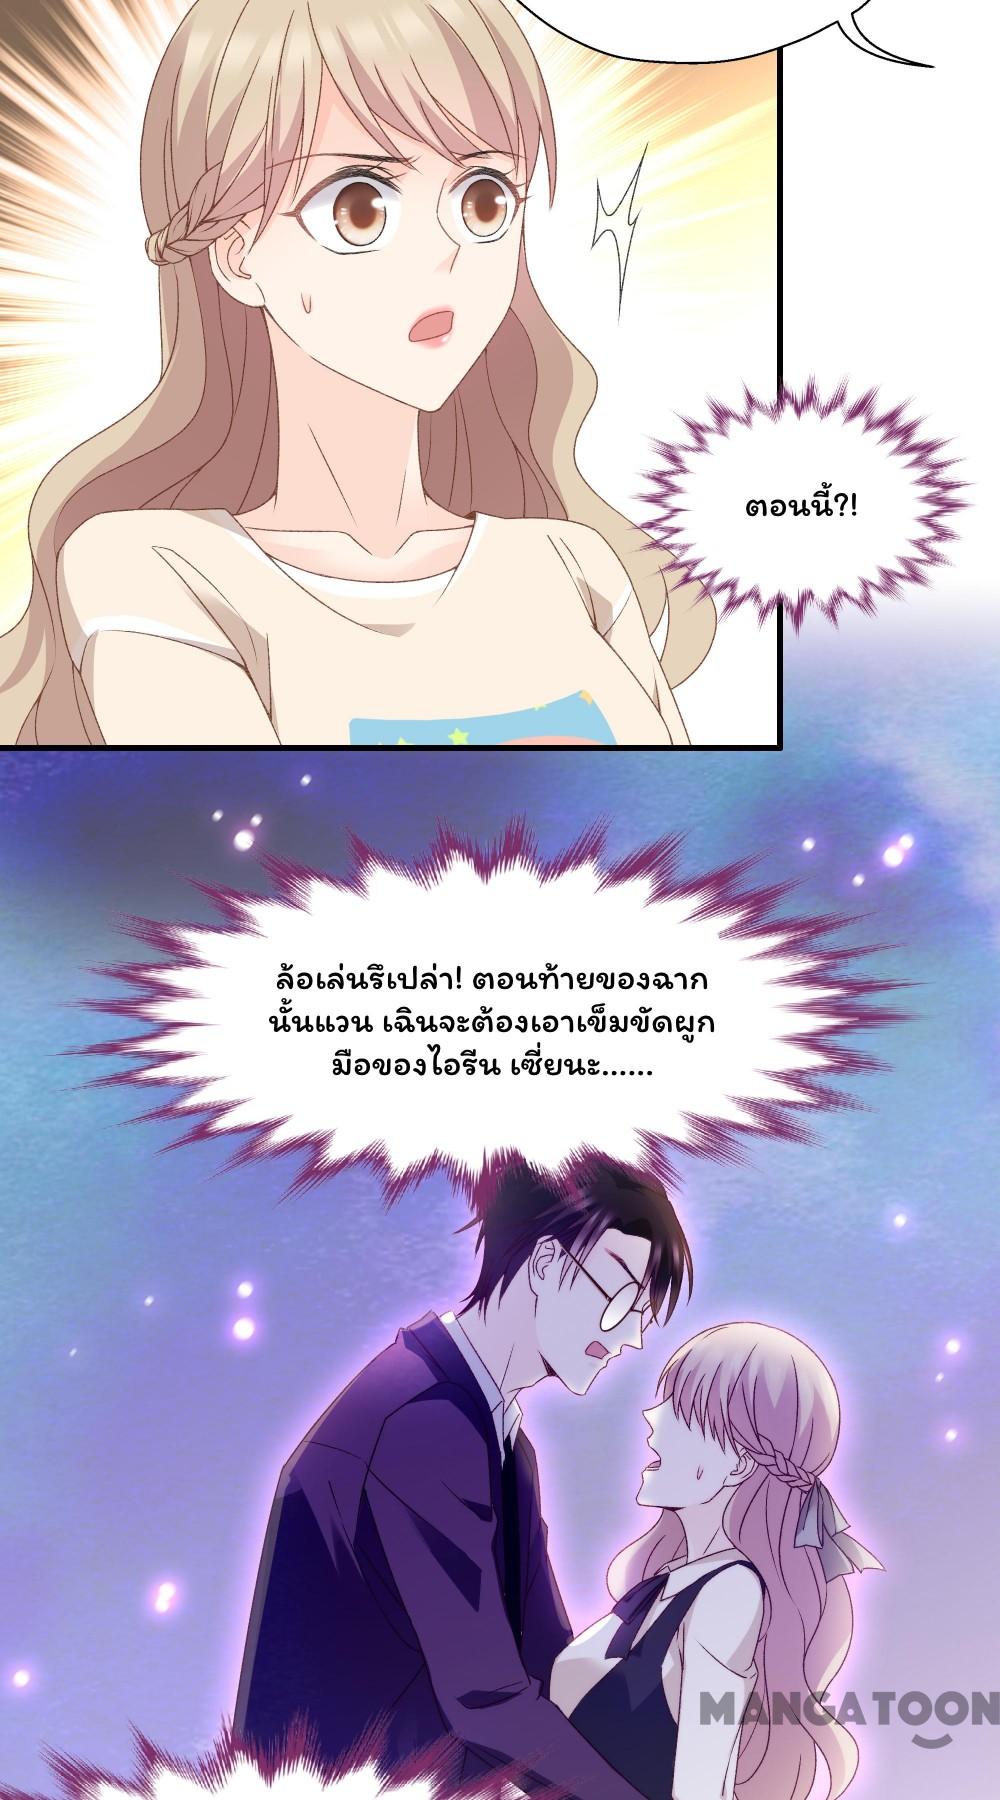 ตอนนี้?!
ล้อเล่นรึเปล่า! ตอนท้ายของฉาก
นั้นแวน เฉินจะต้องเอาเข็มขัดผูก
มือของไอรีน เซี่ยนะ......
MANGATOON